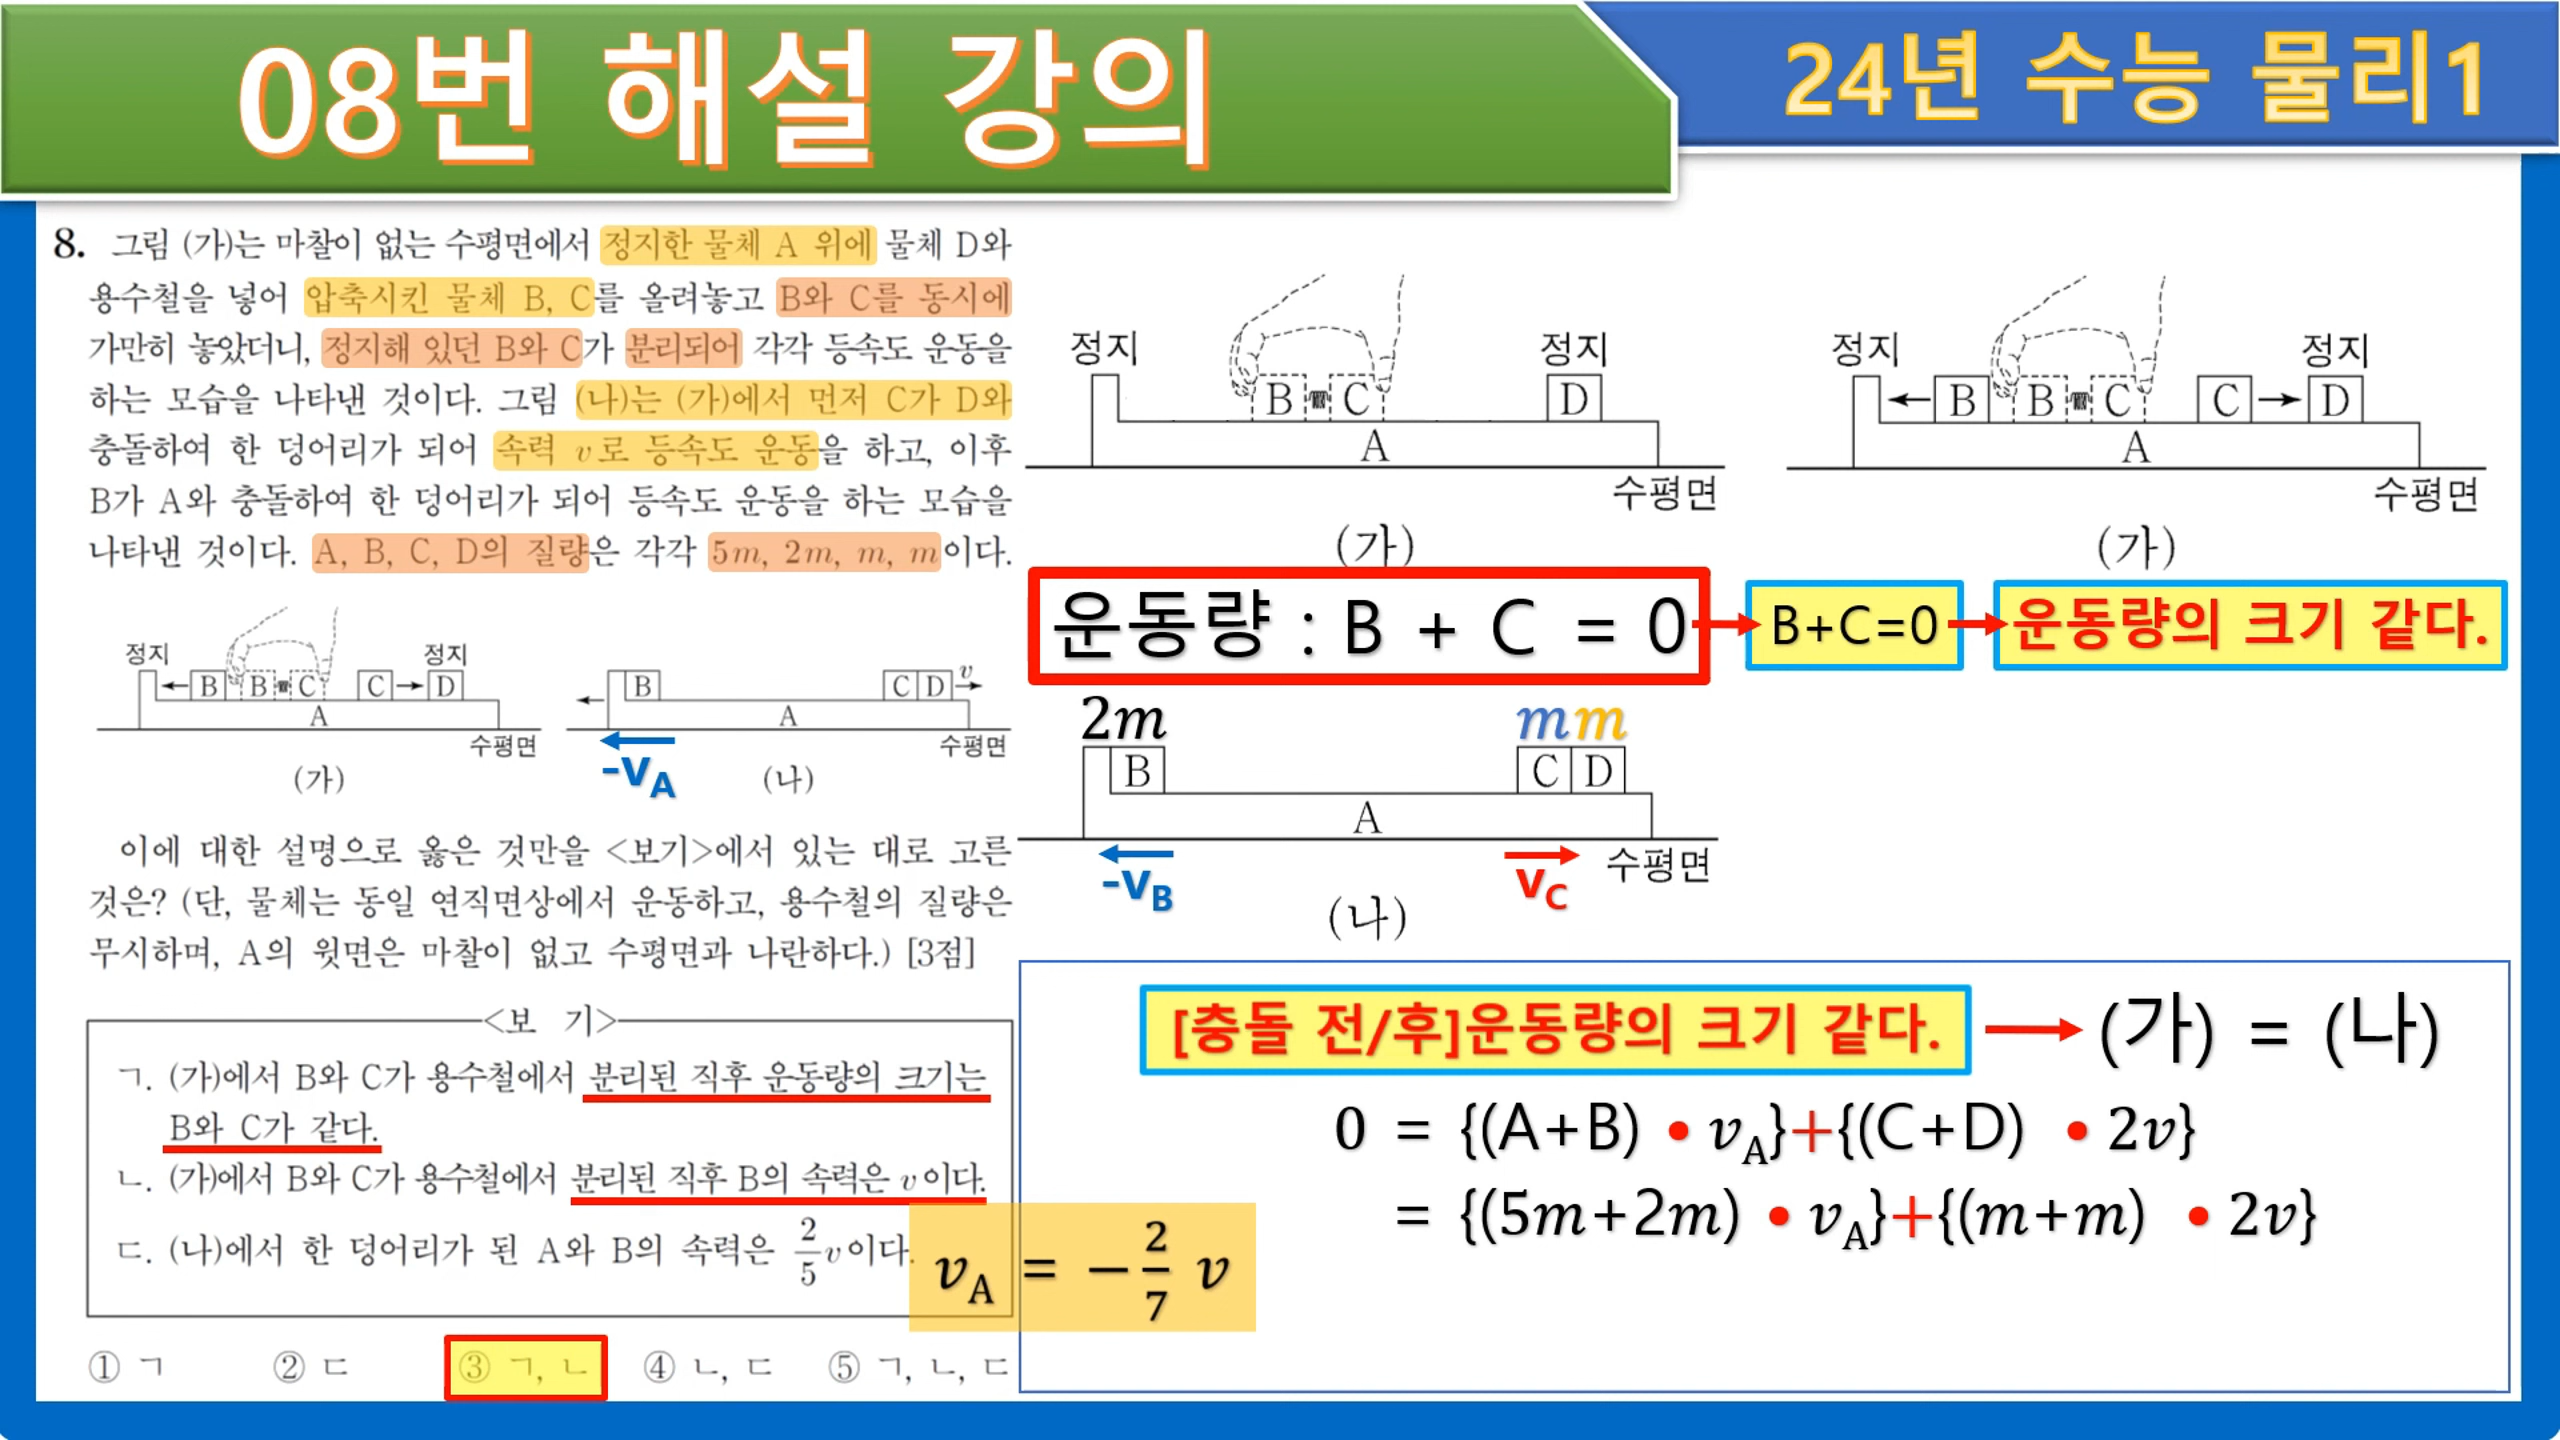 08번 해설 강의
24년 수능 물리1
8. 그림 (가)는 마찰이 없는 수평면에서 정지한 물체 A 위에 물체 D와
용수철을 넣어 압축시킨 물체 B, C를 올려놓고 B와 C를 동시에
가만히 놓았더니, 정지해 있던 B와 C가 분리되어 각각 등속도 운동을
하는 모습을 나타낸 것이다. 그림 (나)는 (가)에서 먼저 C가 D와
충돌하여 한 덩어리가 되어 속력 v로 등속도 운동을 하고, 이후
B가 A와 충돌하여 한 덩어리가 되어 등속도 운동을 하는 모습을
나타낸 것이다. A, B, C, D의 질량은 각각 5m, 2m, m, m이다.
정지 정지
B B C C D
A
수평면
(가)
B C D v
A
수평면
-vA
(나)
이에 대한 설명으로 옳은 것만을 <보기>에서 있는 대로 고른
것은? (단, 물체는 동일 연직면상에서 운동하고, 용수철의 질량은
무시하며, A의 윗면은 마찰이 없고 수평면과 나란하다.) [3점]
<보 기>
ㄱ. (가)에서 B와 C가 용수철에서 분리된 직후 운동량의 크기는
B와 C가 같다.
ㄴ. (가)에서 B와 C가 용수철에서 분리된 직후 B의 속력은 v이다.
ㄷ. (나)에서 한 덩어리가 된 A와 B의 속력은 2/5 v이다.
① ㄱ ② ㄷ ③ ㄱ, ㄴ ④ ㄴ, ㄷ ⑤ ㄱ, ㄴ, ㄷ
정지 정지
B C D
A
수평면
(가)
정지 정지
B B C C D
A
수평면
(가)
운동량 : B + C = 0
B+C=0
운동량의 크기 같다.
2m m m
B C D
A
-vB vC 수평면
(나)
[충돌 전/후]운동량의 크기 같다. (가) = (나)
0 = {(A+B) • vA}+{(C+D) • 2v}
= {(5m+2m) • vA}+{(m+m) • 2v}
vA = − 2/7 v